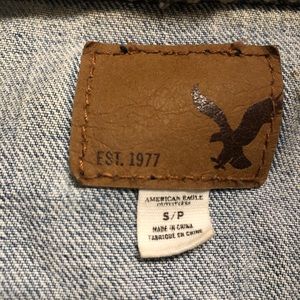 EST. 1977
AMERICAN EAGLE
OUTFITTERS
S/P
MADE IN CHINA
FABRIQUÉ EN CHINE